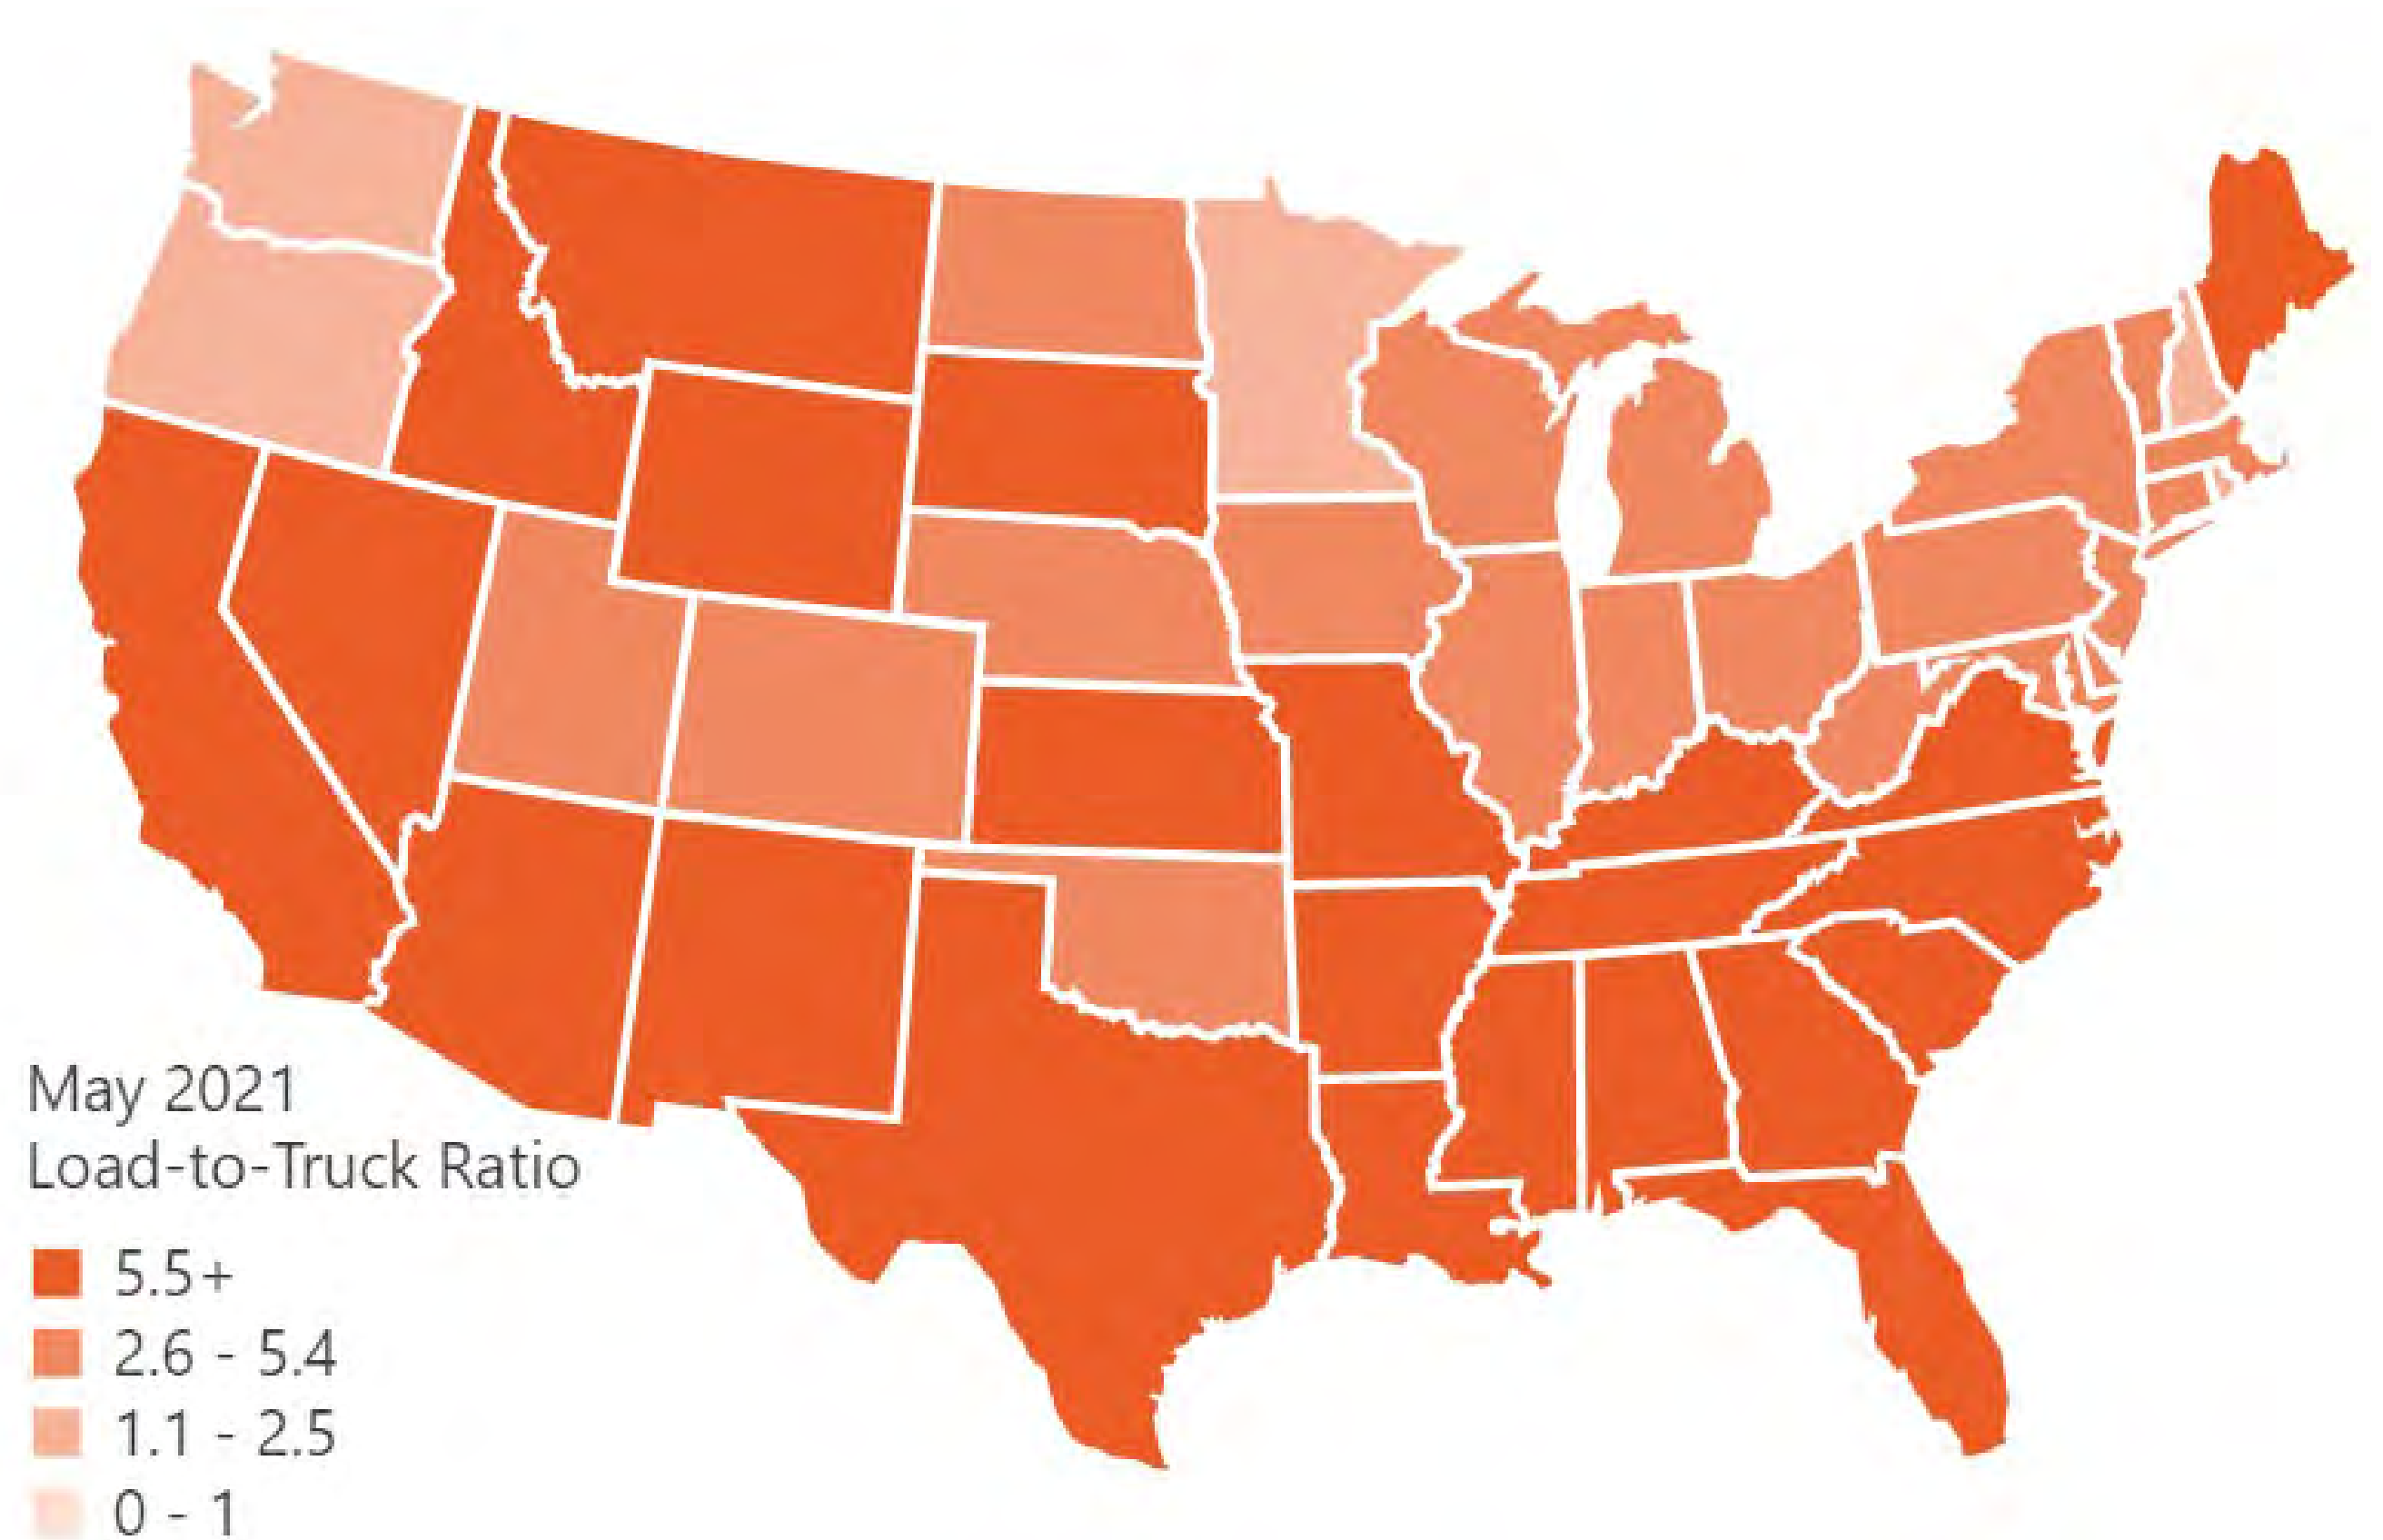 May 2021
Load-to-Truck Ratio
5.5+
2.6 - 5.4
1.1 - 2.5
0 - 1